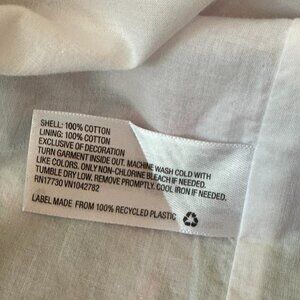 SHELL: 100% COTTON
LINING: 100% COTTON
EXCLUSIVE OF DECORATION
TURN GARMENT INSIDE OUT. MACHINE WASH COLD WITH
LIKE COLORS. ONLY NON-CHLORINE BLEACH IF NEEDED.
TUMBLE DRY LOW. REMOVE PROMPTLY. COOL IRON IF NEEDED.
RN17730 VN1042782
LABEL MADE FROM 100% RECYCLED PLASTIC